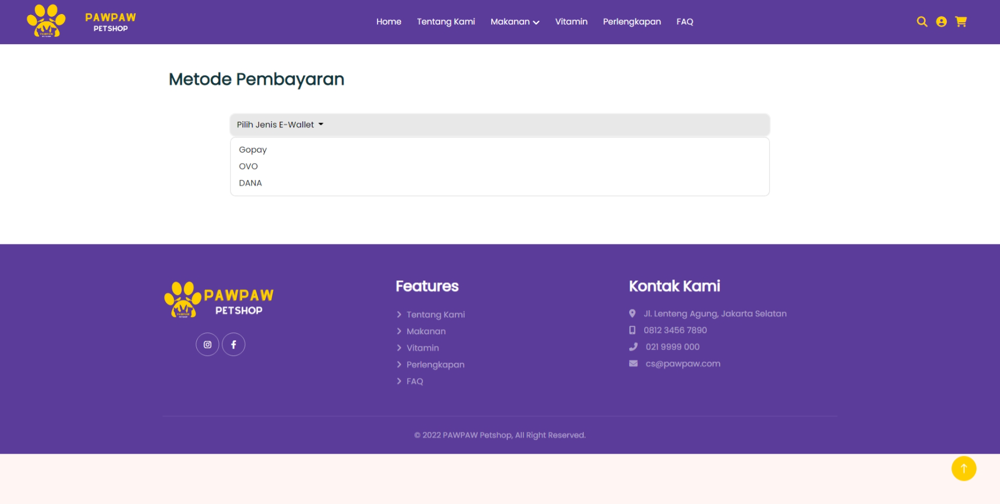 PAWPAW
PETSHOP
Home Tentang Kami Makanan Vitamin Perlengkapan FAQ
Metode Pembayaran
Pilih Jenis E-Wallet
Gopay
OVO
DANA
PAWPAW
PETSHOP
Features
Tentang Kami
Makanan
Vitamin
Perlengkapan
FAQ
Kontak Kami
Jl. Lenteng Agung, Jakarta Selatan
0812 3456 7890
021 9999 000
cs@pawpaw.com
© 2022 PAWPAW Petshop, All Right Reserved.